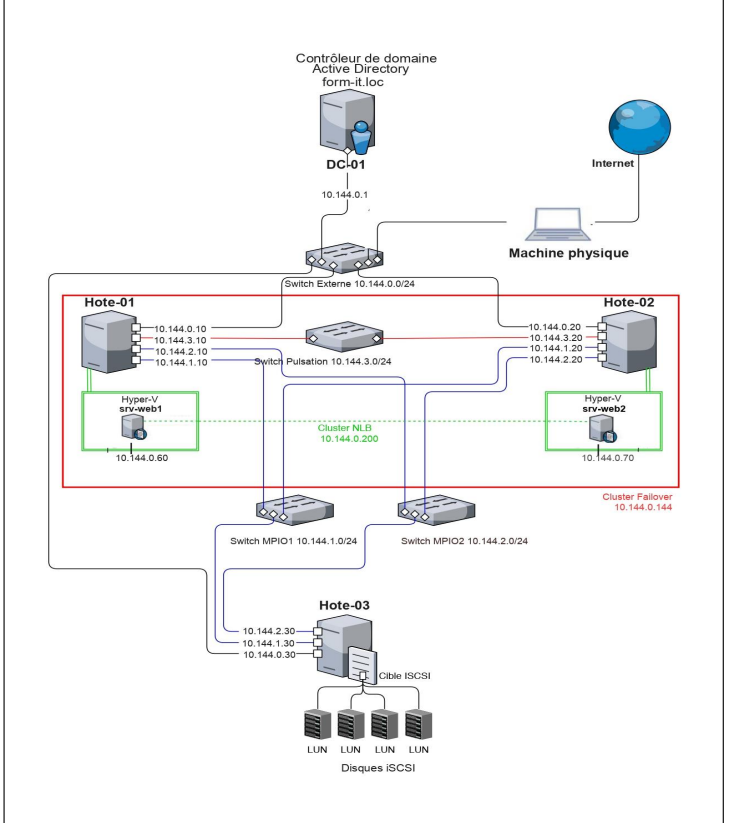 Contrôleur de domaine
Active Directory
form-it.loc
DC-01
Internet
10.144.0.1
Machine physique
Switch Externe 10.144.0.0/24
Hote-01
Hote-02
10.144.0.10
10.144.3.10
10.144.2.10
10.144.1.10
10.144.0.20
10.144.3.20
10.144.1.20
10.144.2.20
Switch Pulsation 10.144.3.0/24
Hyper-V
srv-web1
10.144.0.60
Cluster NLB
10.144.0.200
Hyper-V
srv-web2
10.144.0.70
Cluster Failover
10.144.0.144
Switch MPIO1 10.144.1.0/24
Switch MPIO2 10.144.2.0/24
Hote-03
10.144.2.30
10.144.1.30
10.144.0.30
Cible ISCSI
LUN LUN LUN LUN
Disques iSCSI